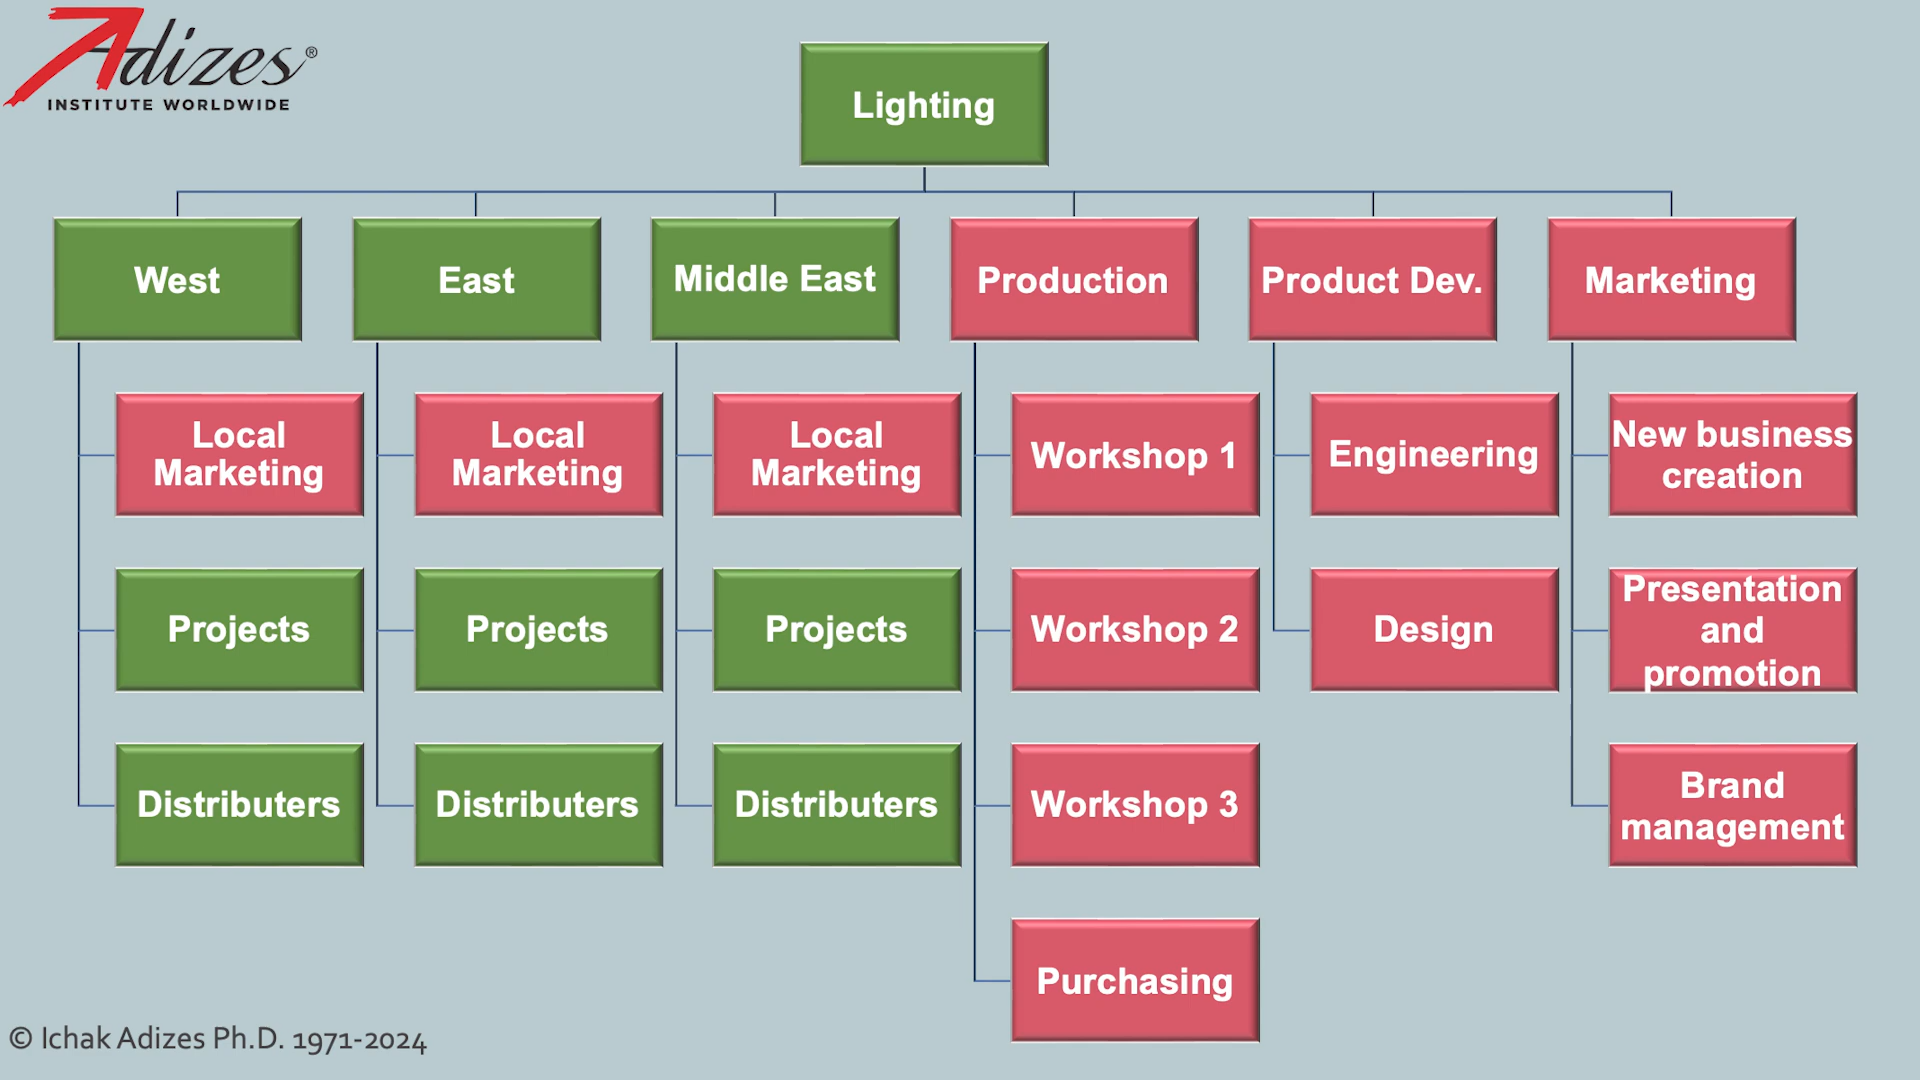 Adizes®
INSTITUTE WORLDWIDE
Lighting
West
East
Middle East
Production
Product Dev.
Marketing
Local
Marketing
Local
Marketing
Local
Marketing
Workshop 1
Engineering
New business
creation
Projects
Projects
Projects
Workshop 2
Design
Presentation
and
promotion
Distributers
Distributers
Distributers
Workshop 3
Brand
management
Purchasing
© Ichak Adizes Ph.D. 1971-2024